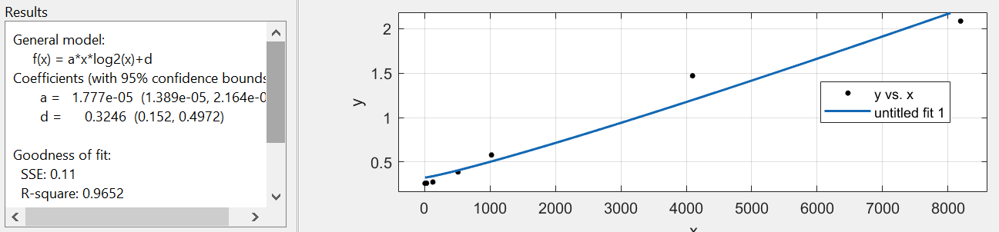 Results
General model:
f(x) = a*x*log2(x)+d
Coefficients (with 95% confidence bounds
a = 1.777e-05 (1.389e-05, 2.164e-0
d = 0.3246 (0.152, 0.4972)
Goodness of fit:
SSE: 0.11
R-square: 0.9652
2
1.5
1
0.5
y
y vs. x
untitled fit 1
0 1000 2000 3000 4000 5000 6000 7000 8000
x